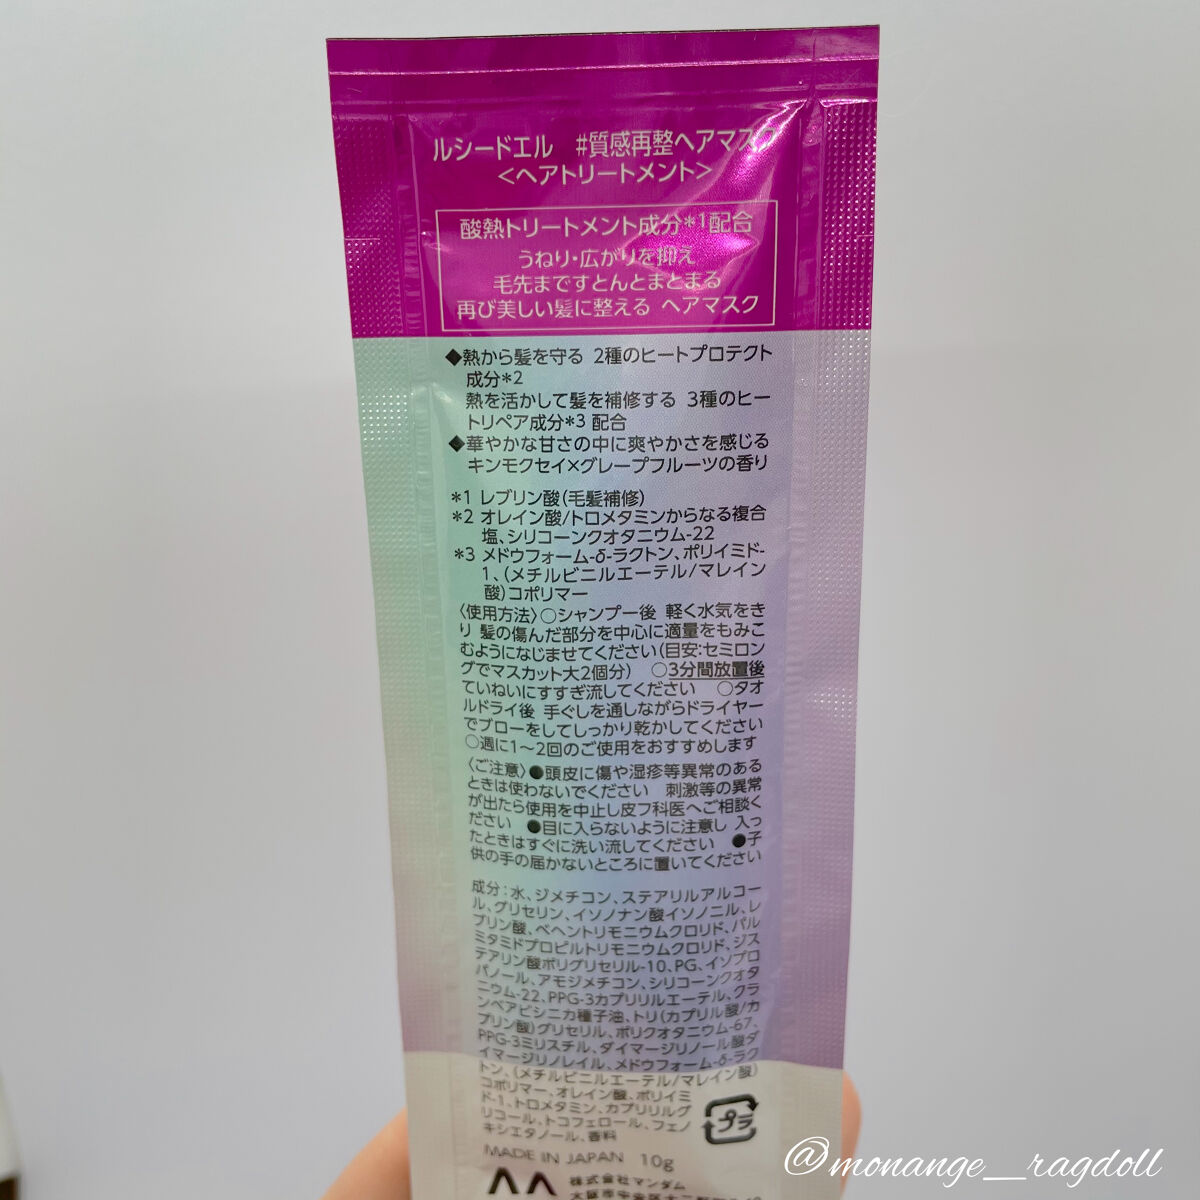 ルシードエル #質感再整ヘアマスク
<ヘアトリートメント>
酸熱トリートメント成分*1配合
うねり・広がりを抑え
毛先まですとんとまとまる
再び美しい髪に整える ヘアマスク
◆熱から髪を守る 2種のヒートプロテクト
成分*2
熱を活かして髪を補修する 3種のヒー
トリペア成分*3 配合
◆華やかな甘さの中に爽やかさを感じる
キンモクセイ×グレープフルーツの香り
*1 レブリン酸(毛髪補修)
*2 オレイン酸/トロメタミンからなる複合
塩、シリコーンクオタニウム-22
*3 メドウフォーム-δ-ラクトン、ポリイミド-
1、(メチルビニルエーテル/マレイン
酸)コポリマー
〈使用方法〉○シャンプー後 軽く水気をき
り 髪の傷んだ部分を中心に適量をもみこ
むようになじませてください(目安:セミロン
グでマスカット大2個分) ○3分間放置後
ていねいにすすぎ流してください ○タオ
ルドライ後 手ぐしを通しながらドライヤー
でブローをしてしっかり乾かしてください
○週に1~2回のご使用をおすすめします
〈ご注意〉●頭皮に傷や湿疹等異常のある
ときは使わないでください 刺激等の異常
が出たら使用を中止し皮フ科医へご相談く
ださい ●目に入らないように注意し 入っ
たときはすぐに洗い流してください ●子
供の手の届かないところに置いてください
成分:水、ジメチコン、ステアリルアルコー
ル、グリセリン、イソノナン酸イソノニル、レ
ブリン酸、ベヘントリモニウムクロリド、パル
ミタミドプロピルトリモニウムクロリド、ジス
テアリン酸ポリグリセリル-10、PG、イソプロ
パノール、アモジメチコン、シリコーンクオタ
ニウム-22、PPG-3カプリリルエーテル、クラ
ンベアビシニカ種子油、トリ(カプリル酸/カ
プリン酸)グリセリル、ポリクオタニウム-67、
PPG-3ミリスチル、ダイマージリノール酸ダ
イマージリノレイル、メドウフォーム-δ-ラク
トン、(メチルビニルエーテル/マレイン酸)
コポリマー、オレイン酸、ポリイミ
ド-1、トロメタミン、カプリリルグ
リコール、トコフェロール、フェノ
キシエタノール、香料
プラ
MADE IN JAPAN 10g
株式会社マンダム
@monange__ragdoll